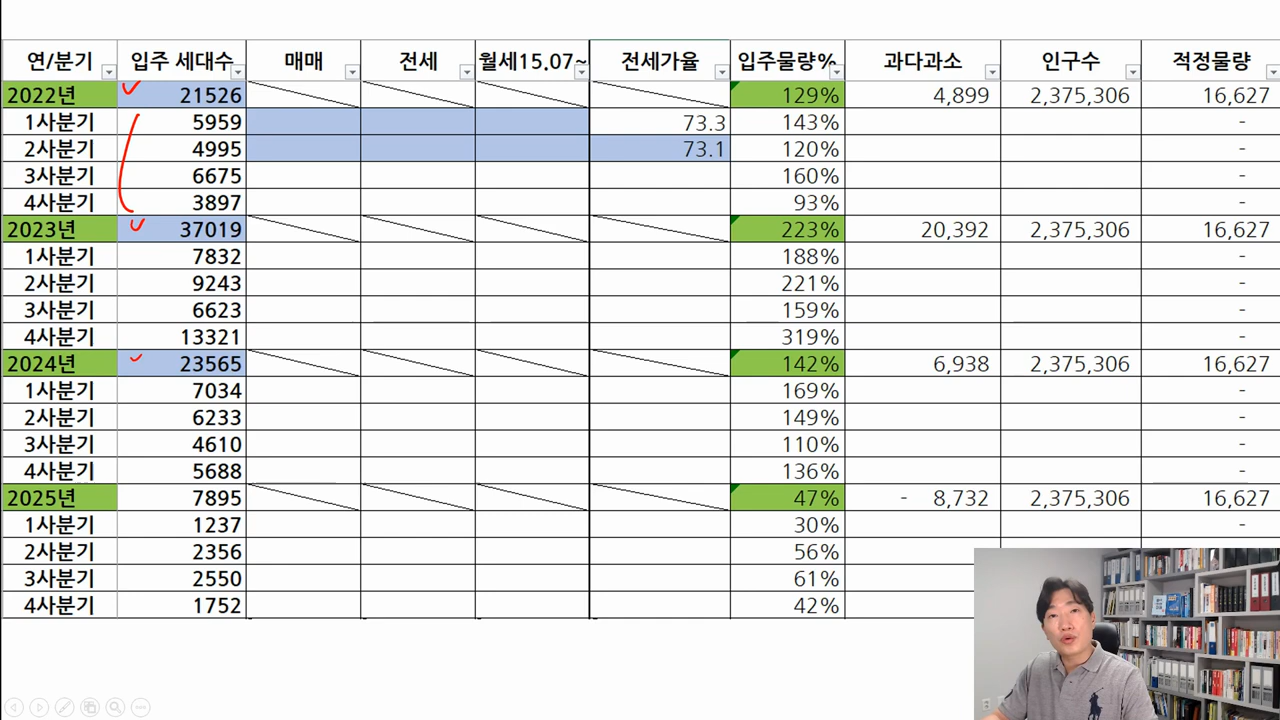 연/분기 입주 세대수 매매 전세 월세15.07~ 전세가율 입주물량% 과다과소 인구수 적정물량
2022년 21526 129% 4,899 2,375,306 16,627
1사분기 5959 73.3 143% -
2사분기 4995 73.1 120% -
3사분기 6675 160% -
4사분기 3897 93% -
2023년 37019 223% 20,392 2,375,306 16,627
1사분기 7832 188% -
2사분기 9243 221% -
3사분기 6623 159% -
4사분기 13321 319% -
2024년 23565 142% 6,938 2,375,306 16,627
1사분기 7034 169% -
2사분기 6233 149% -
3사분기 4610 110% -
4사분기 5688 136% -
2025년 7895 47% - 8,732 2,375,306 16,627
1사분기 1237 30% -
2사분기 2356 56%
3사분기 2550 61%
4사분기 1752 42%